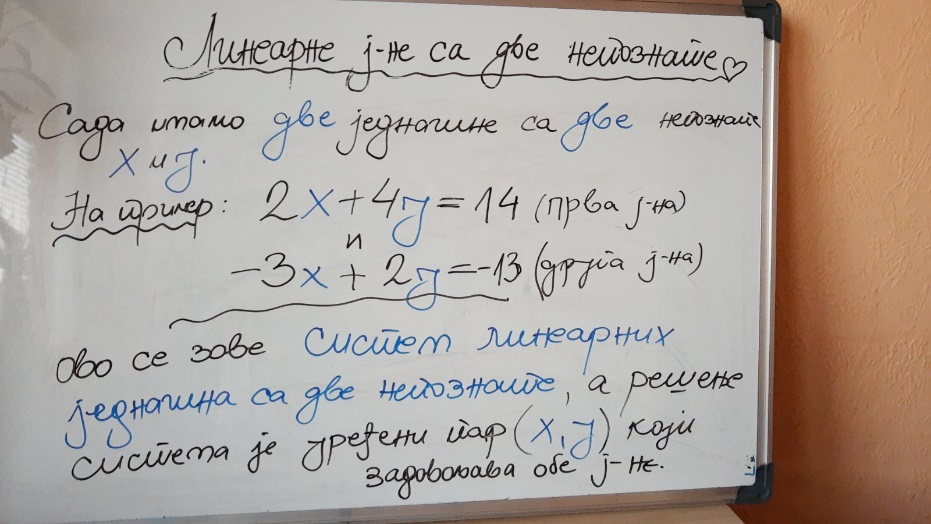 Линеарне ј-не са две непознате
Сада имамо две једначине са две непознате
x и y.
На пример: 2x+4y=14 (прва ј-на)
и
-3x+2y=-13 (друга ј-на)
ово се зове систем линеарних
једначина са две непознате, а решење
система је уређени пар (x,y) који
задовољава обе ј-не.